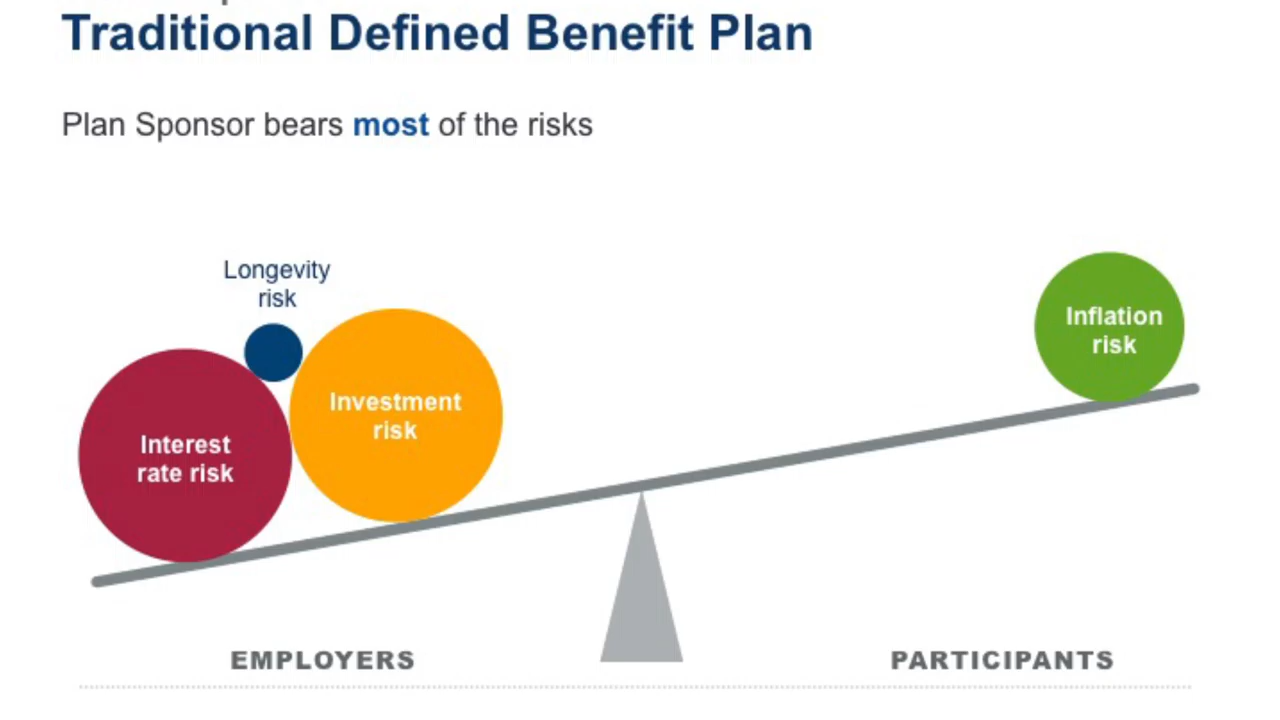 Traditional Defined Benefit Plan
Plan Sponsor bears most of the risks
Longevity
risk
Interest
rate risk
Investment
risk
Inflation
risk
EMPLOYERS
PARTICIPANTS